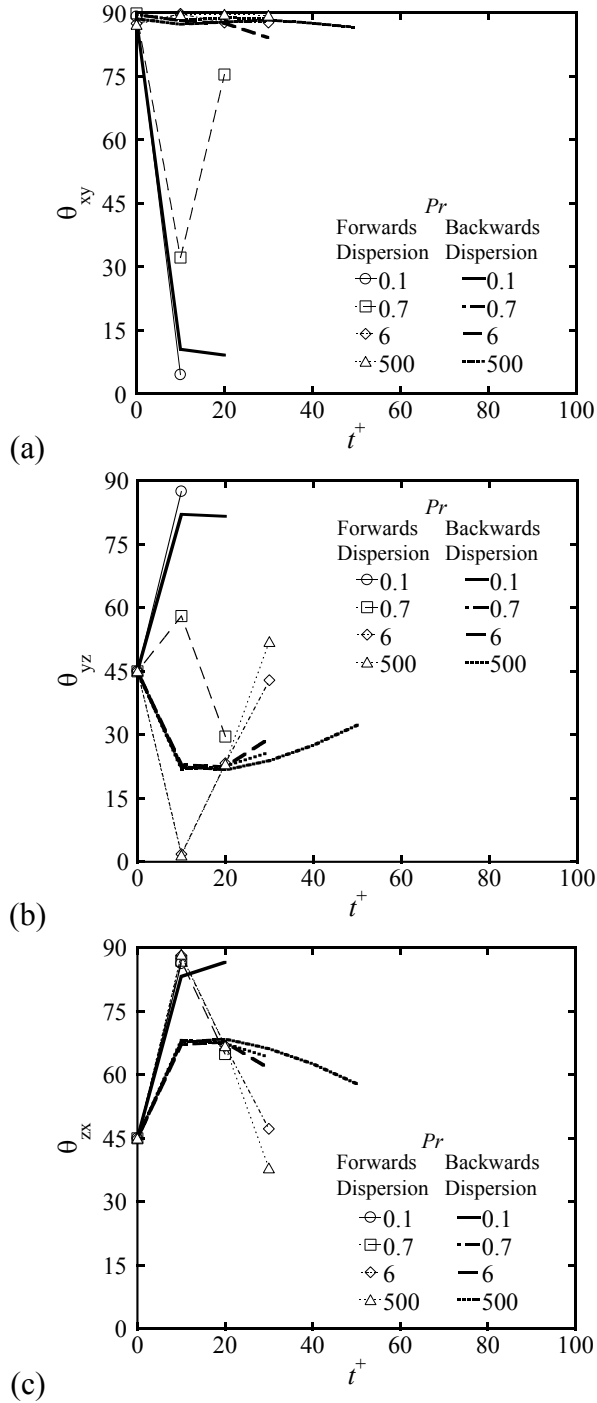 90
75
60
45
30
15
0
θxy
Pr
Forwards Backwards
Dispersion Dispersion
0.1 0.1
0.7 0.7
6 6
500 500
0 20 40 60 80 100
t+
(a)
90
75
60
45
30
15
0
θyz
Pr
Forwards Backwards
Dispersion Dispersion
0.1 0.1
0.7 0.7
6 6
500 500
0 20 40 60 80 100
t+
(b)
90
75
60
45
30
15
0
θzx
Pr
Forwards Backwards
Dispersion Dispersion
0.1 0.1
0.7 0.7
6 6
500 500
0 20 40 60 80 100
t+
(c)